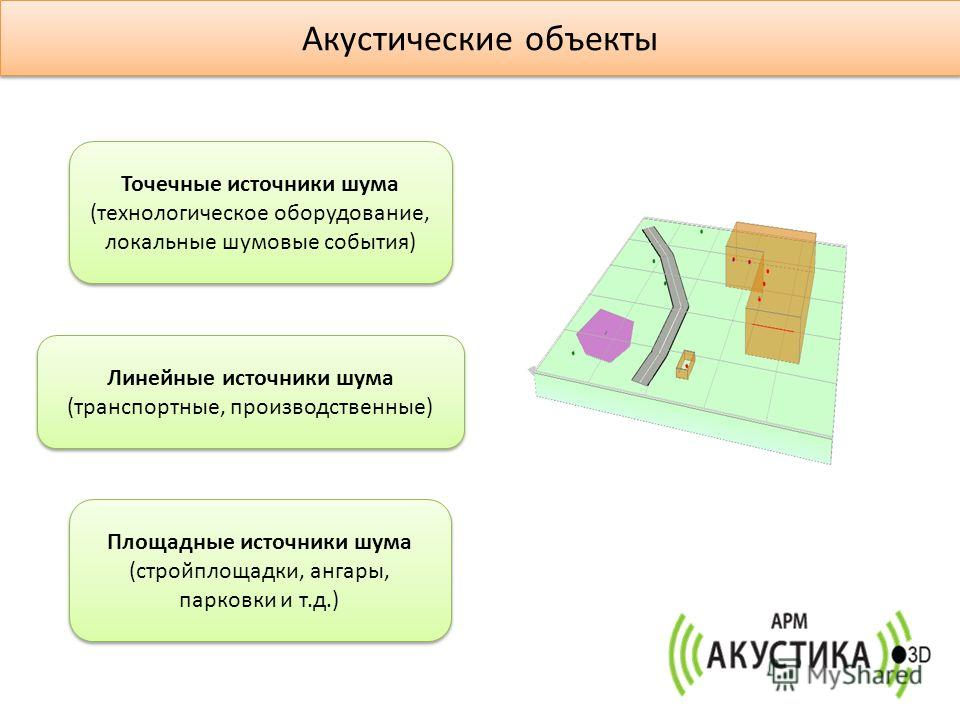 Акустические объекты
Точечные источники шума
(технологическое оборудование,
локальные шумовые события)
Линейные источники шума
(транспортные, производственные)
Площадные источники шума
(стройплощадки, ангары,
парковки и т.д.)
АРМ
АКУСТИКА 3D
MyShared